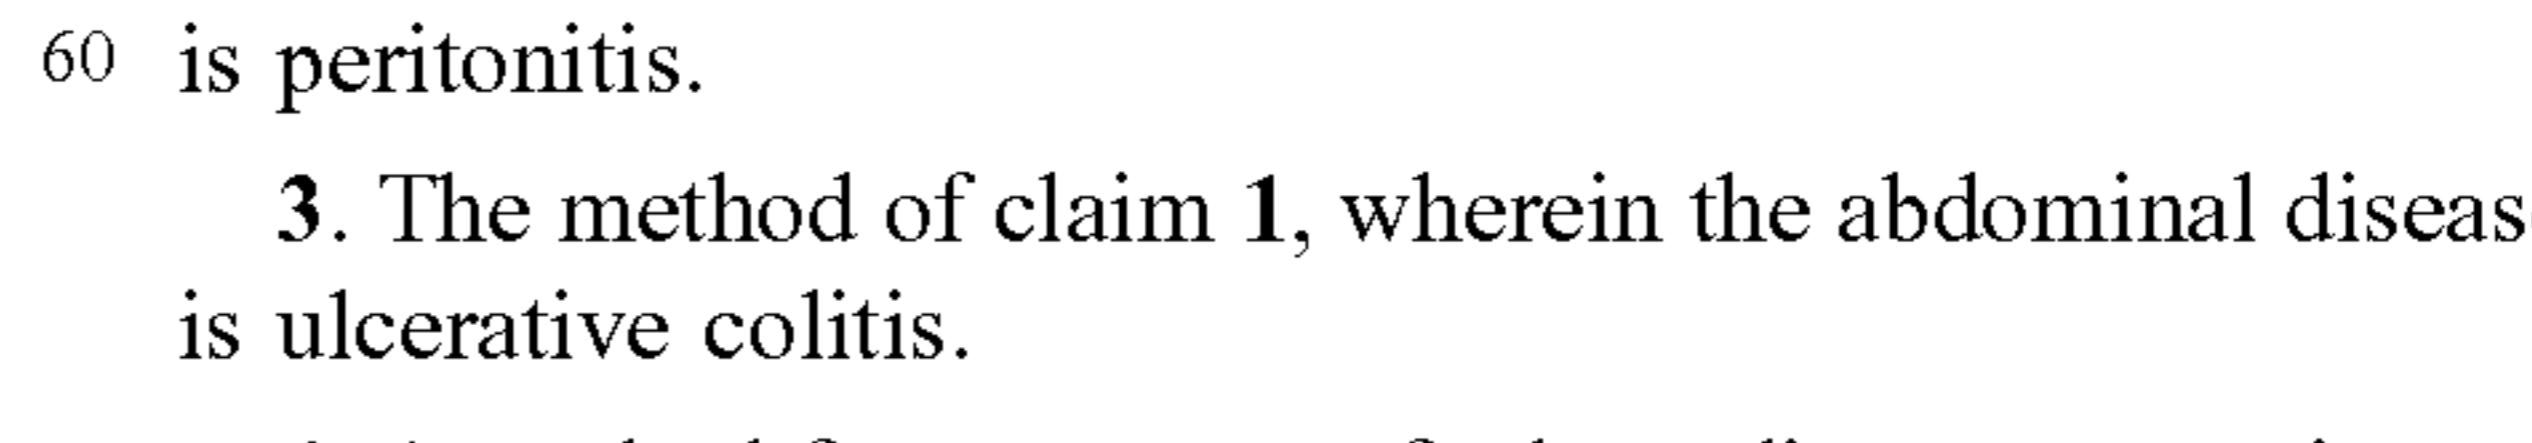 60 is peritonitis.
3. The method of claim 1, wherein the abdominal diseas
is ulcerative colitis.